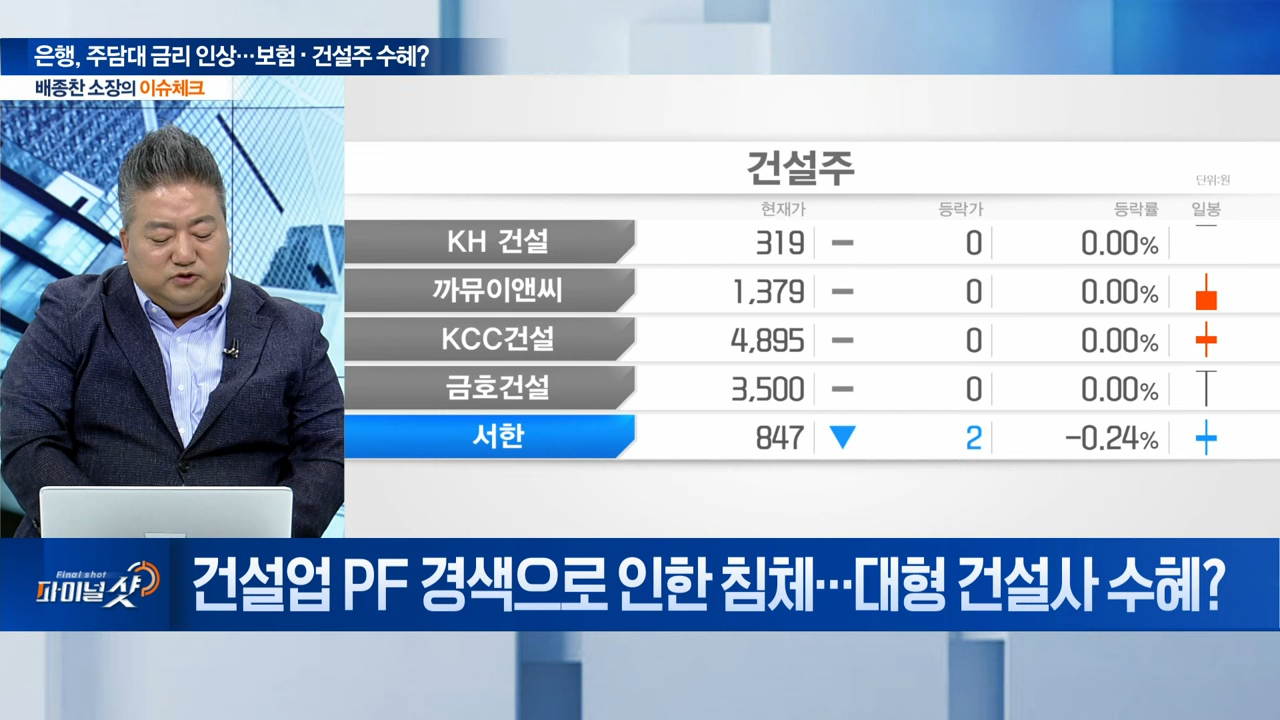 은행, 주담대 금리 인상…보험·건설주 수혜?
배종찬 소장의 이슈체크
건설주
단위:원
현재가 등락가 등락률 일봉
KH 건설 319 0 0.00%
까뮤이앤씨 1,379 0 0.00%
KCC건설 4,895 0 0.00%
금호건설 3,500 0 0.00%
서한 847 ▼ 2 -0.24%
Final shot
파이널샷
건설업 PF 경색으로 인한 침체…대형 건설사 수혜?